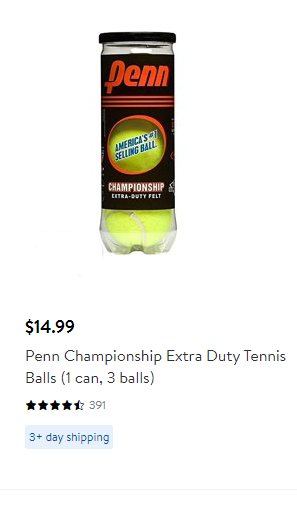 Penn
AMERICA'S #1
SELLING BALL.
CHAMPIONSHIP
EXTRA-DUTY FELT
$14.99
Penn Championship Extra Duty Tennis
Balls (1 can, 3 balls)
391
3+ day shipping